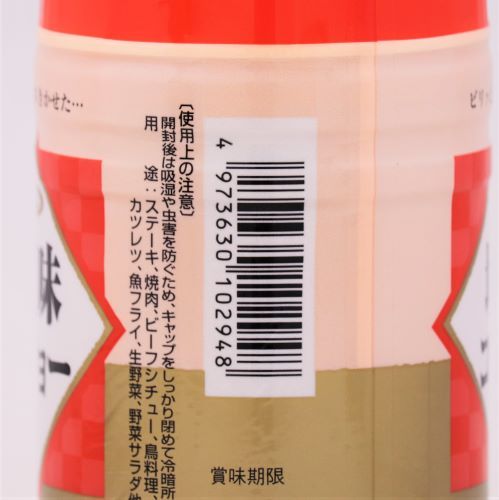 きかせた…
味
ョー
〔使用上の注意〕
開封後は吸湿や虫害を防ぐため、キャップをしっかり閉めて冷暗所
用　途：ステーキ、焼肉、ビーフシチュー、鳥料理、
カツレツ、魚フライ、生野菜、野菜サラダ他
4 973630 102948
賞味期限
ピリッ